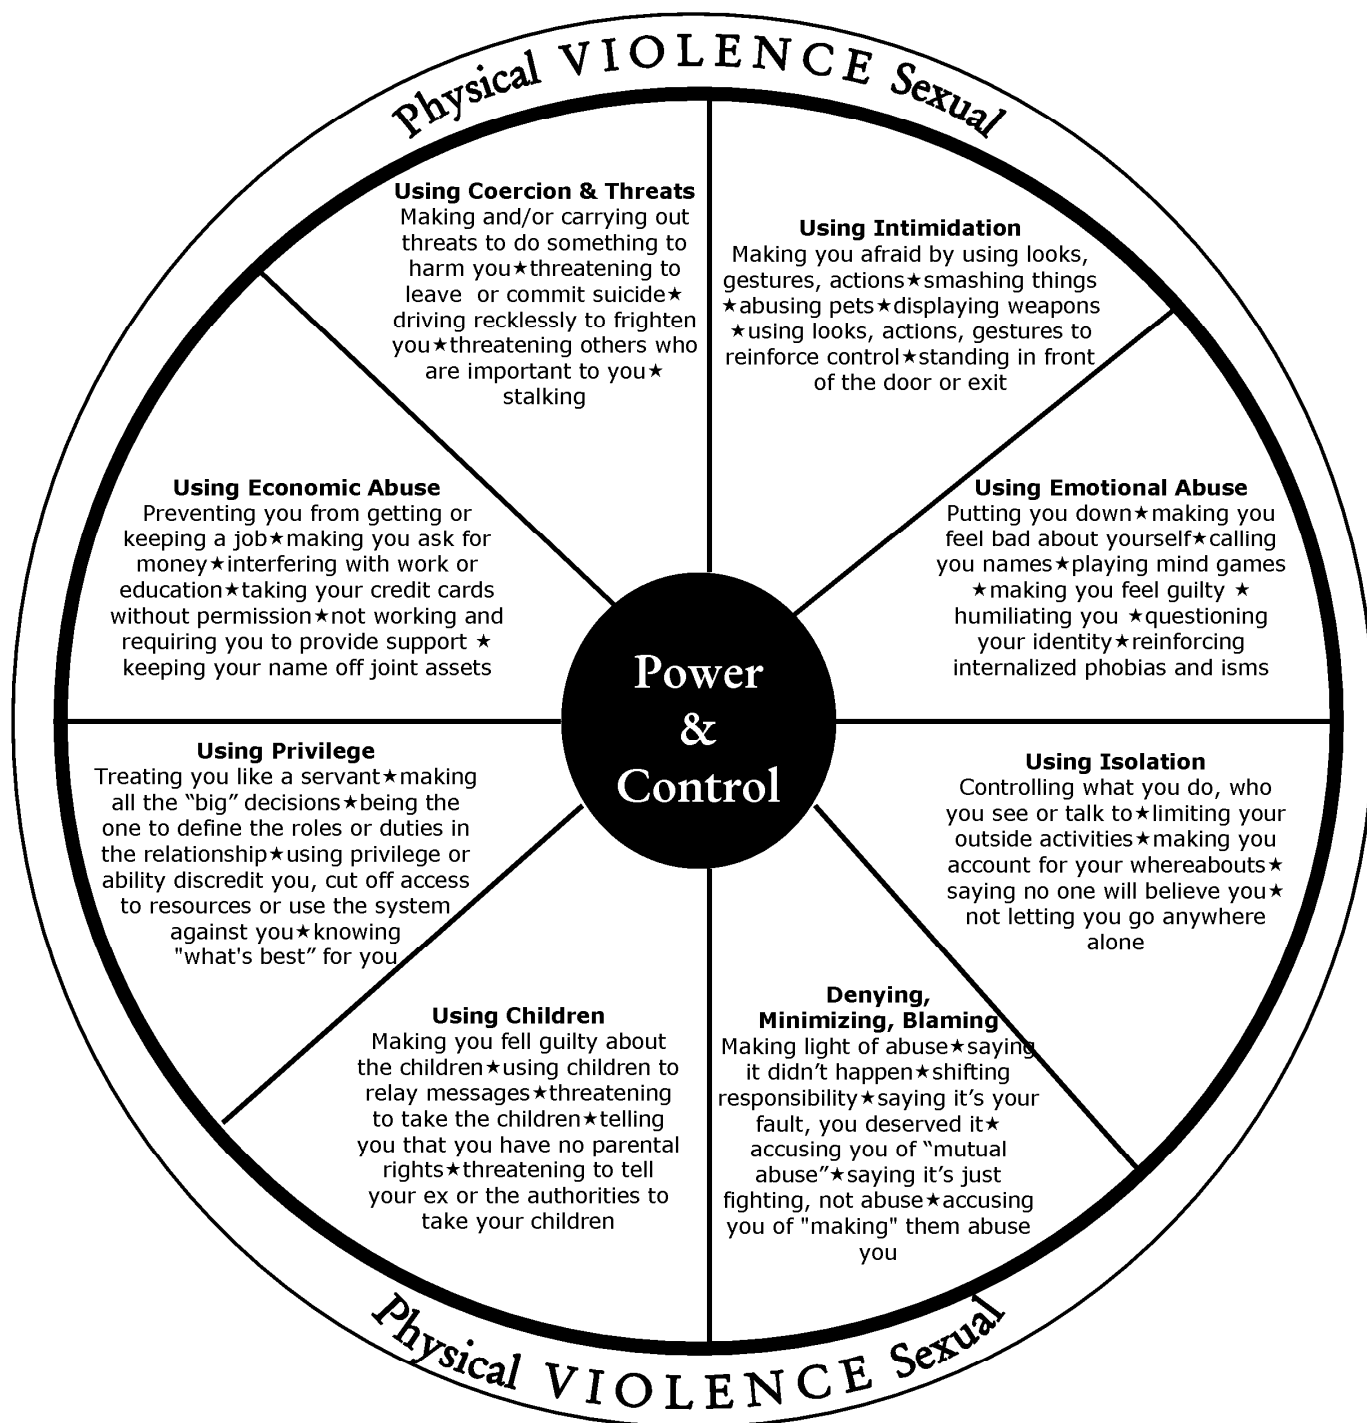 Physical VIOLENCE Sexual
Using Coercion & Threats
Making and/or carrying out
threats to do something to
harm you★threatening to
leave  or commit suicide★
driving recklessly to frighten
you★threatening others who
are important to you★
stalking
Using Intimidation
Making you afraid by using looks,
gestures, actions★smashing things
★abusing pets★displaying weapons
★using looks, actions, gestures to
reinforce control★standing in front
of the door or exit
Using Economic Abuse
Preventing you from getting or
keeping a job★making you ask for
money★interfering with work or
education★taking your credit cards
without permission★not working and
requiring you to provide support ★
keeping your name off joint assets
Using Emotional Abuse
Putting you down★making you
feel bad about yourself★calling
you names★playing mind games
★making you feel guilty ★
humiliating you ★questioning
your identity★reinforcing
internalized phobias and isms
Power
&
Control
Using Privilege
Treating you like a servant★making
all the “big” decisions★being the
one to define the roles or duties in
the relationship★using privilege or
ability discredit you, cut off access
to resources or use the system
against you★knowing
"what's best” for you
Using Isolation
Controlling what you do, who
you see or talk to★limiting your
outside activities★making you
account for your whereabouts★
saying no one will believe you★
not letting you go anywhere
alone
Using Children
Making you fell guilty about
the children★using children to
relay messages★threatening
to take the children★telling
you that you have no parental
rights★threatening to tell
your ex or the authorities to
take your children
Denying,
Minimizing, Blaming
Making light of abuse★saying
it didn’t happen★shifting
responsibility★saying it’s your
fault, you deserved it★
accusing you of “mutual
abuse”★saying it’s just
fighting, not abuse★accusing
you of "making" them abuse
you
Physical VIOLENCE Sexual